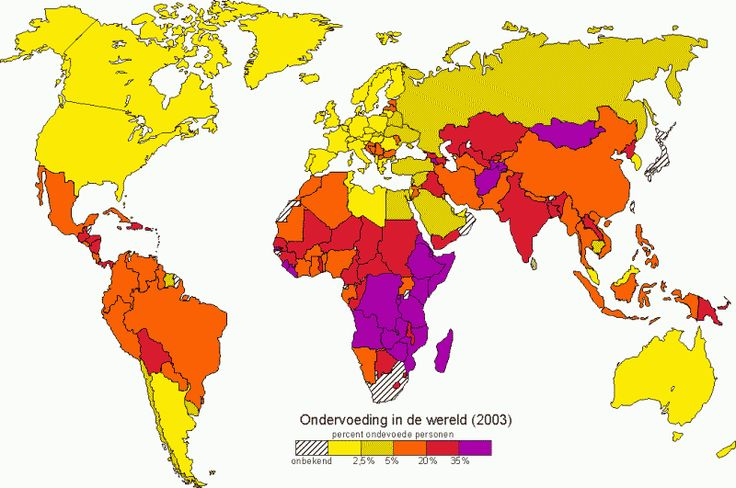 Ondervoeding in de wereld (2003)
percent ondevoede personen
onbekend 2,5% 5% 20% 35%